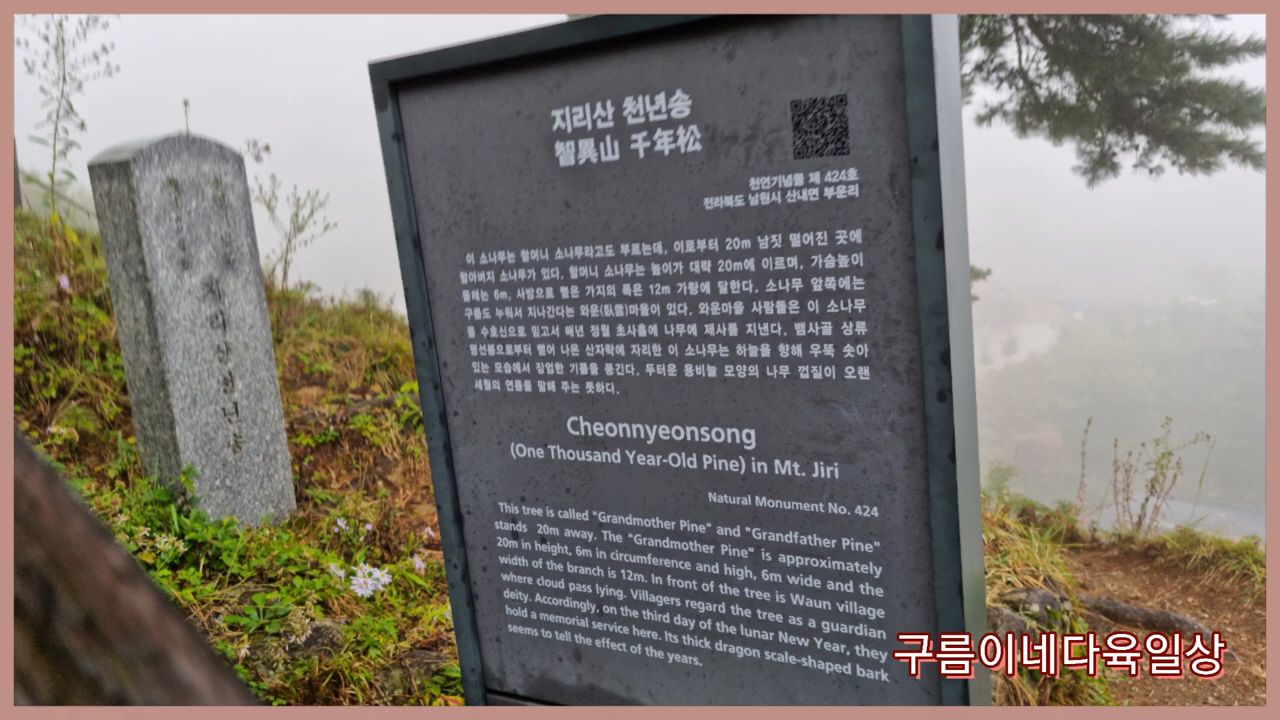 지리산천년송
지리산 천년송
智異山 千年松
천연기념물 제 424호
전라북도 남원시 산내면 부운리
이 소나무는 할머니 소나무라고도 부르는데, 이로부터 20m 남짓 떨어진 곳에
할아버지 소나무가 있다. 할머니 소나무는 높이가 대략 20m에 이르며, 가슴높이
둘레는 6m, 사방으로 뻗은 가지의 폭은 12m 가량에 달한다. 소나무 앞쪽에는
구름도 누워서 지나간다는 와운(臥雲)마을이 있다. 와운마을 사람들은 이 소나무
를 수호신으로 믿고서 매년 정월 초사흘에 나무에 제사를 지낸다. 뱀사골 상류
명선봉으로부터 뻗어 나온 산자락에 자리한 이 소나무는 하늘을 향해 우뚝 솟아
있는 모습에서 장엄한 기품을 풍긴다. 두터운 용비늘 모양의 나무 껍질이 오랜
세월의 연륜을 말해 주는 듯하다.
Cheonnyeonsong
(One Thousand Year-Old Pine) in Mt. Jiri
Natural Monument No. 424
This tree is called "Grandmother Pine" and "Grandfather Pine"
stands 20m away. The "Grandmother Pine" is approximately
20m in height, 6m in circumference and high, 6m wide and the
width of the branch is 12m. In front of the tree is Waun village
where cloud pass lying. Villagers regard the tree as a guardian
deity. Accordingly, on the third day of the lunar New Year, they
hold a memorial service here. Its thick dragon scale-shaped bark
seems to tell the effect of the years.
구름이네다육일상